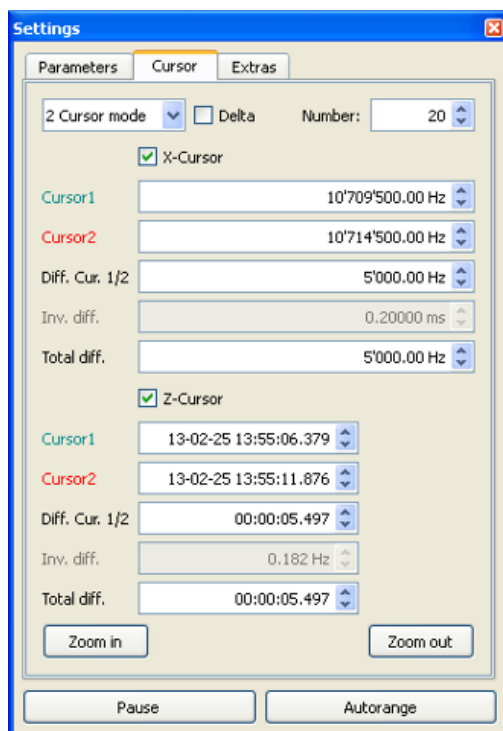 Settings
Parameters Cursor Extras
2 Cursor mode Delta Number: 20
X-Cursor
Cursor1 10'709'500.00 Hz
Cursor2 10'714'500.00 Hz
Diff. Cur. 1/2 5'000.00 Hz
Inv. diff. 0.20000 ms
Total diff. 5'000.00 Hz
Z-Cursor
Cursor1 13-02-25 13:55:06.379
Cursor2 13-02-25 13:55:11.876
Diff. Cur. 1/2 00:00:05.497
Inv. diff. 0.182 Hz
Total diff. 00:00:05.497
Zoom in Zoom out
Pause Autorange